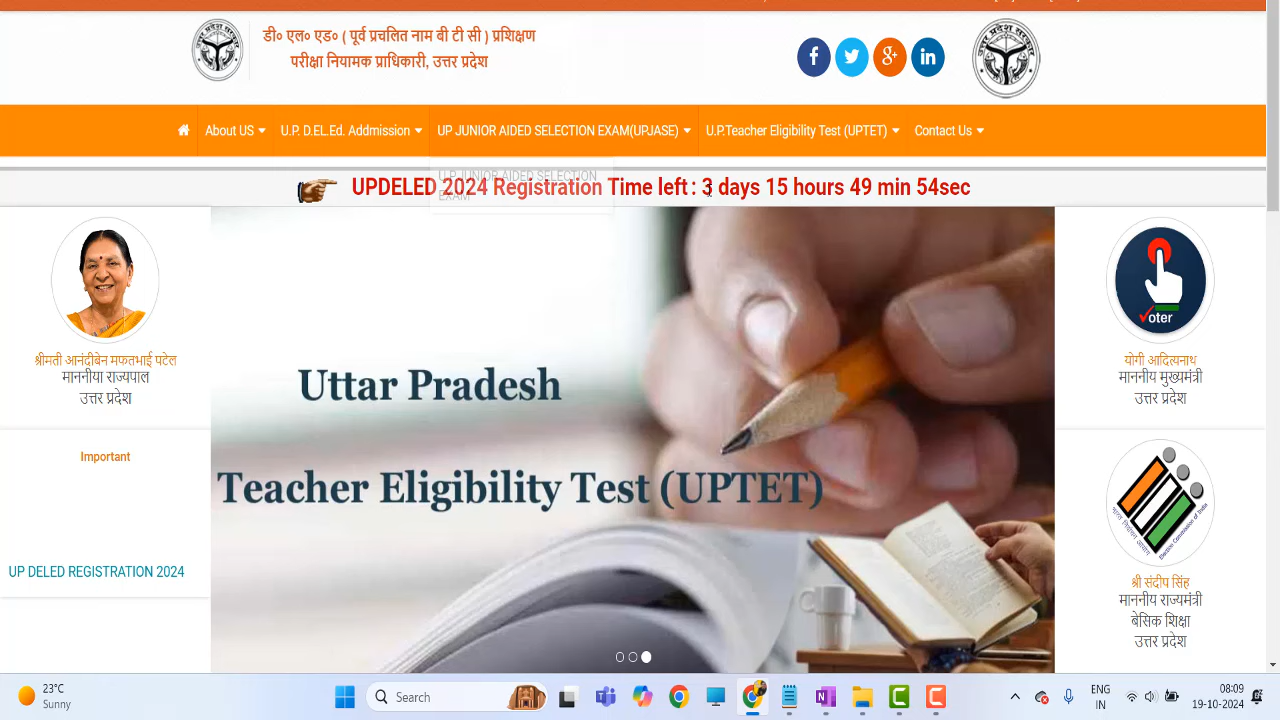 डी० एल० एड० ( पूर्व प्रचलित नाम बी टी सी ) प्रशिक्षण
परीक्षा नियामक प्राधिकारी, उत्तर प्रदेश
About US
U.P. D.EL.Ed. Addmission
UP JUNIOR AIDED SELECTION EXAM(UPJASE)
U.P.Teacher Eligibility Test (UPTET)
Contact Us
U.P JUNIOR AIDED SELECTION
EXAM
UPDELED 2024 Registration Time left : 3 days 15 hours 49 min 54sec
श्रीमती आनंदीबेन मफतभाई पटेल
माननीया राज्यपाल
उत्तर प्रदेश
Important
UP DELED REGISTRATION 2024
Uttar Pradesh
Teacher Eligibility Test (UPTET)
Voter
योगी आदित्यनाथ
माननीय मुख्यमंत्री
उत्तर प्रदेश
श्री संदीप सिंह
माननीय राज्यमंत्री
बेसिक शिक्षा
उत्तर प्रदेश
23°C
Sunny
Search
ENG
IN
08:09
19-10-2024